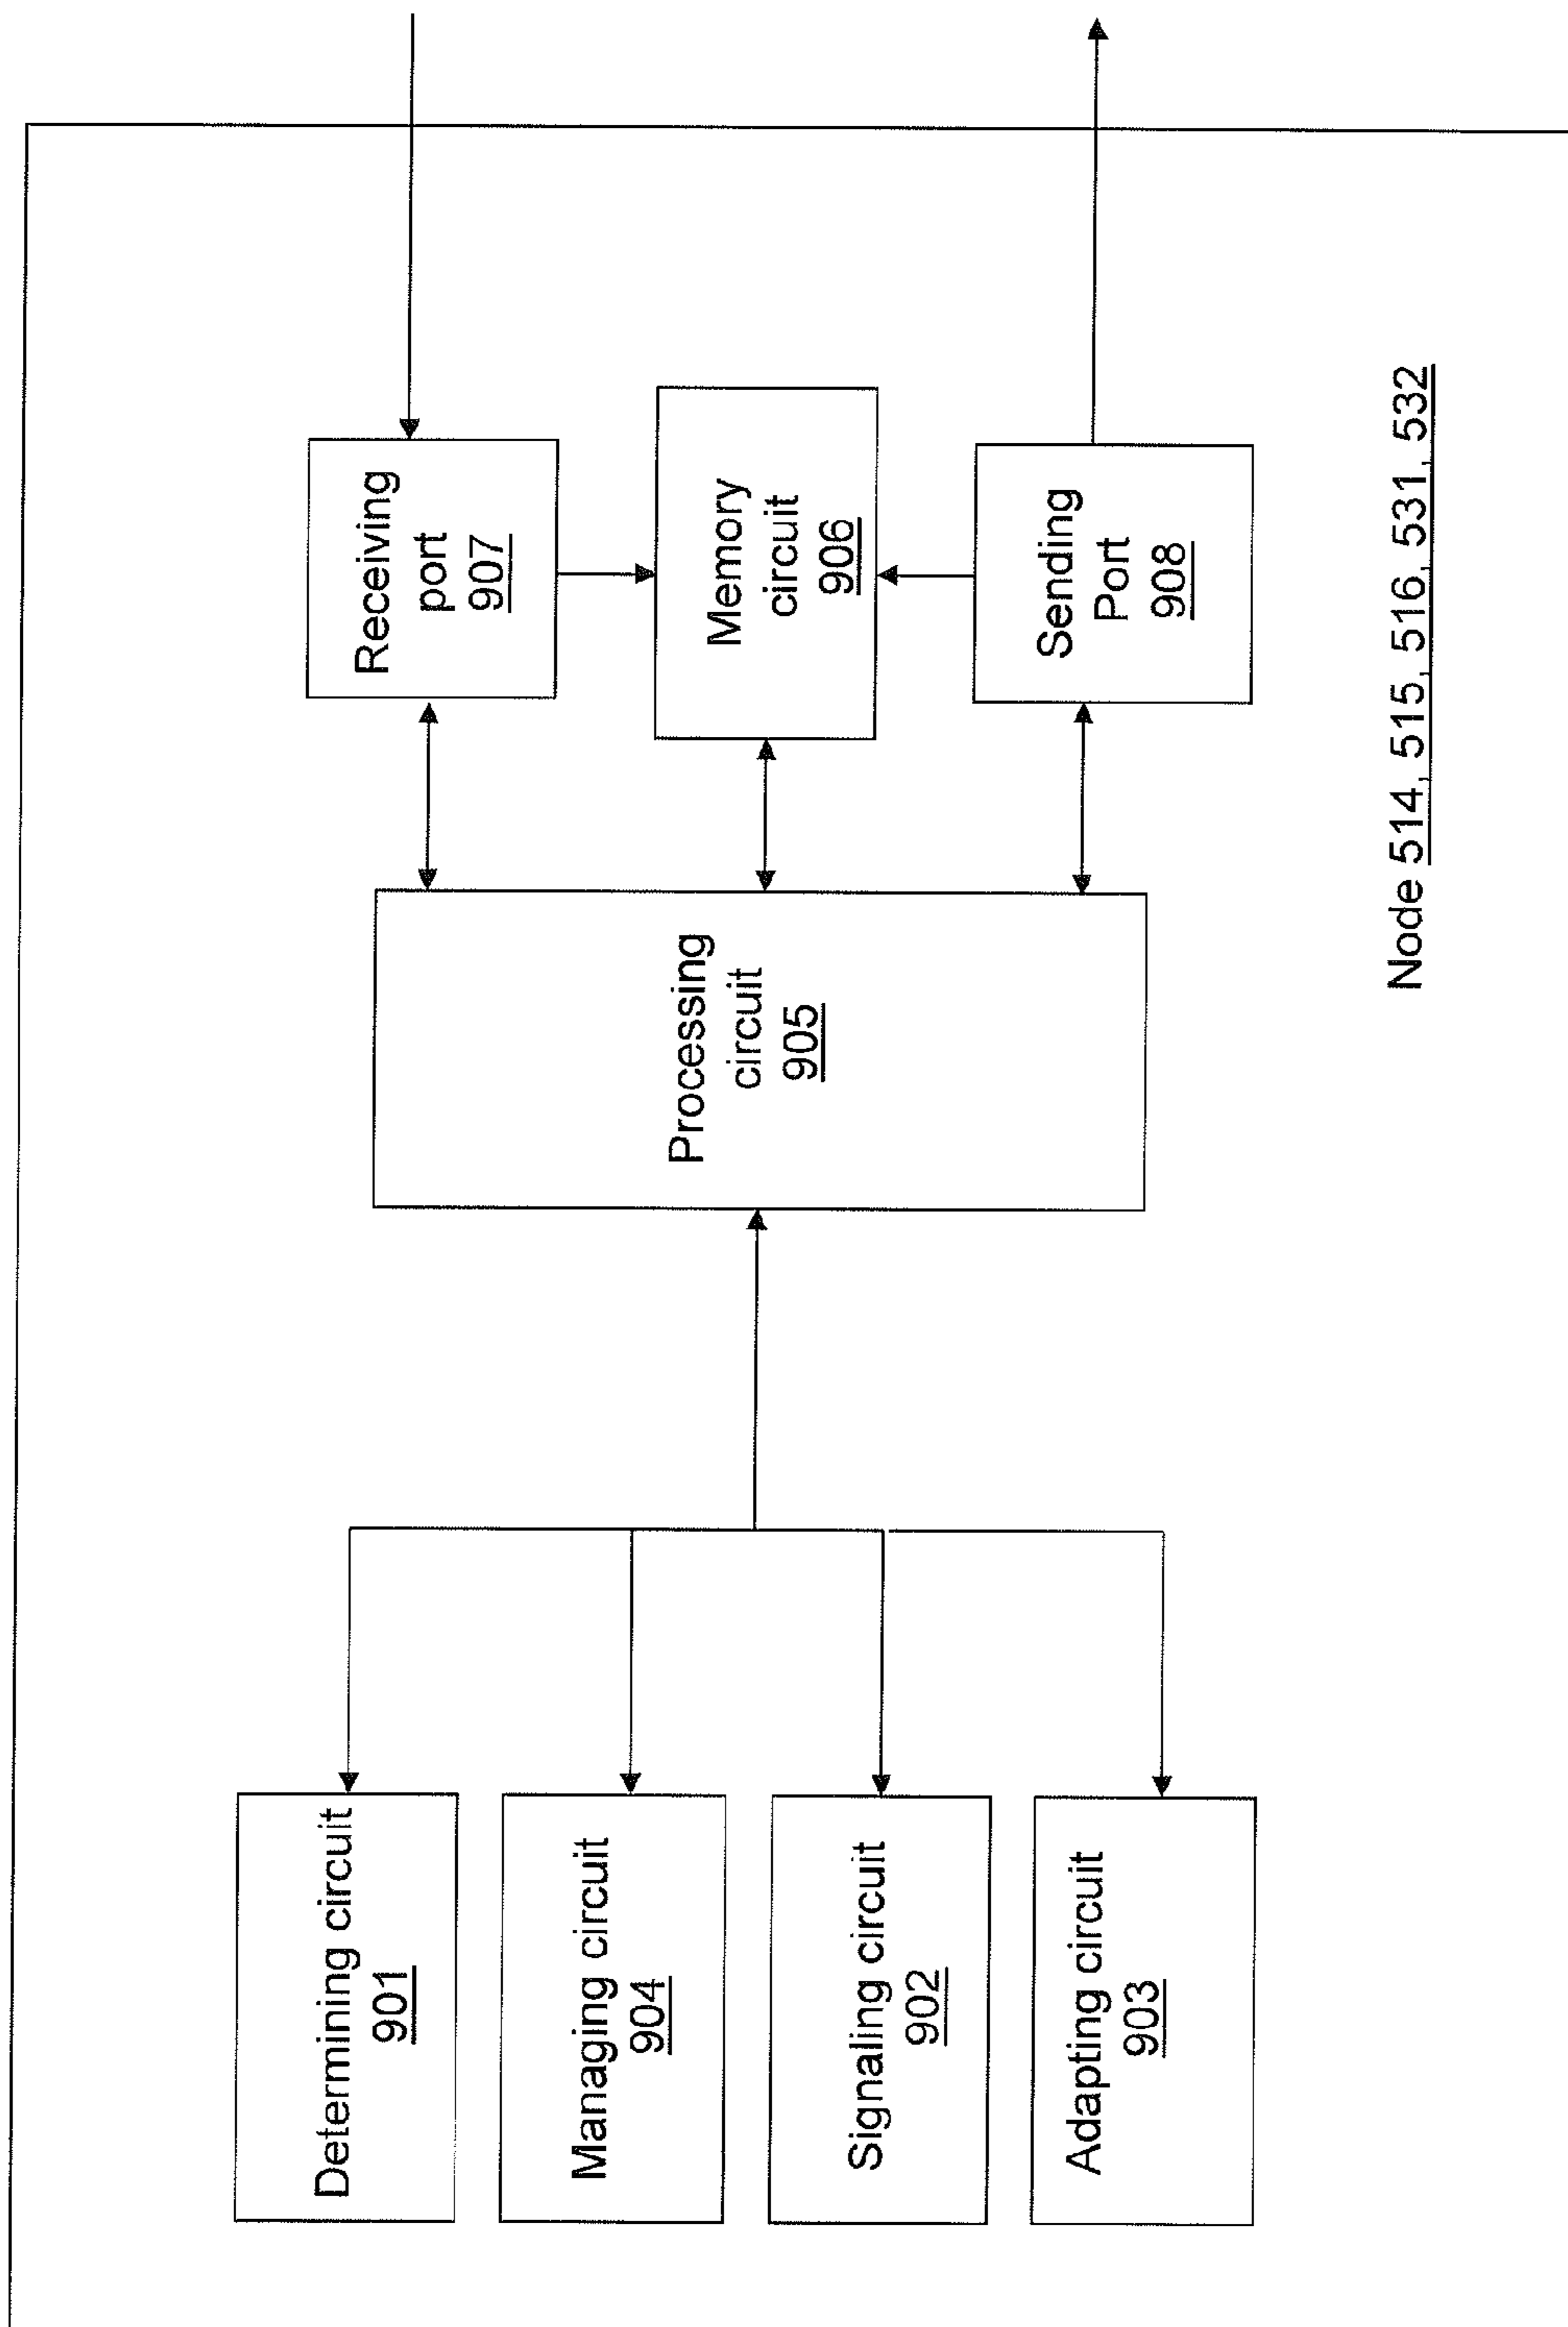 Determining circuit
901
Managing circuit
904
Signaling circuit
902
Adapting circuit
903
Processing
circuit
905
Receiving
port
907
Memory
circuit
906
Sending
Port
908
Node 514, 515, 516, 531, 532